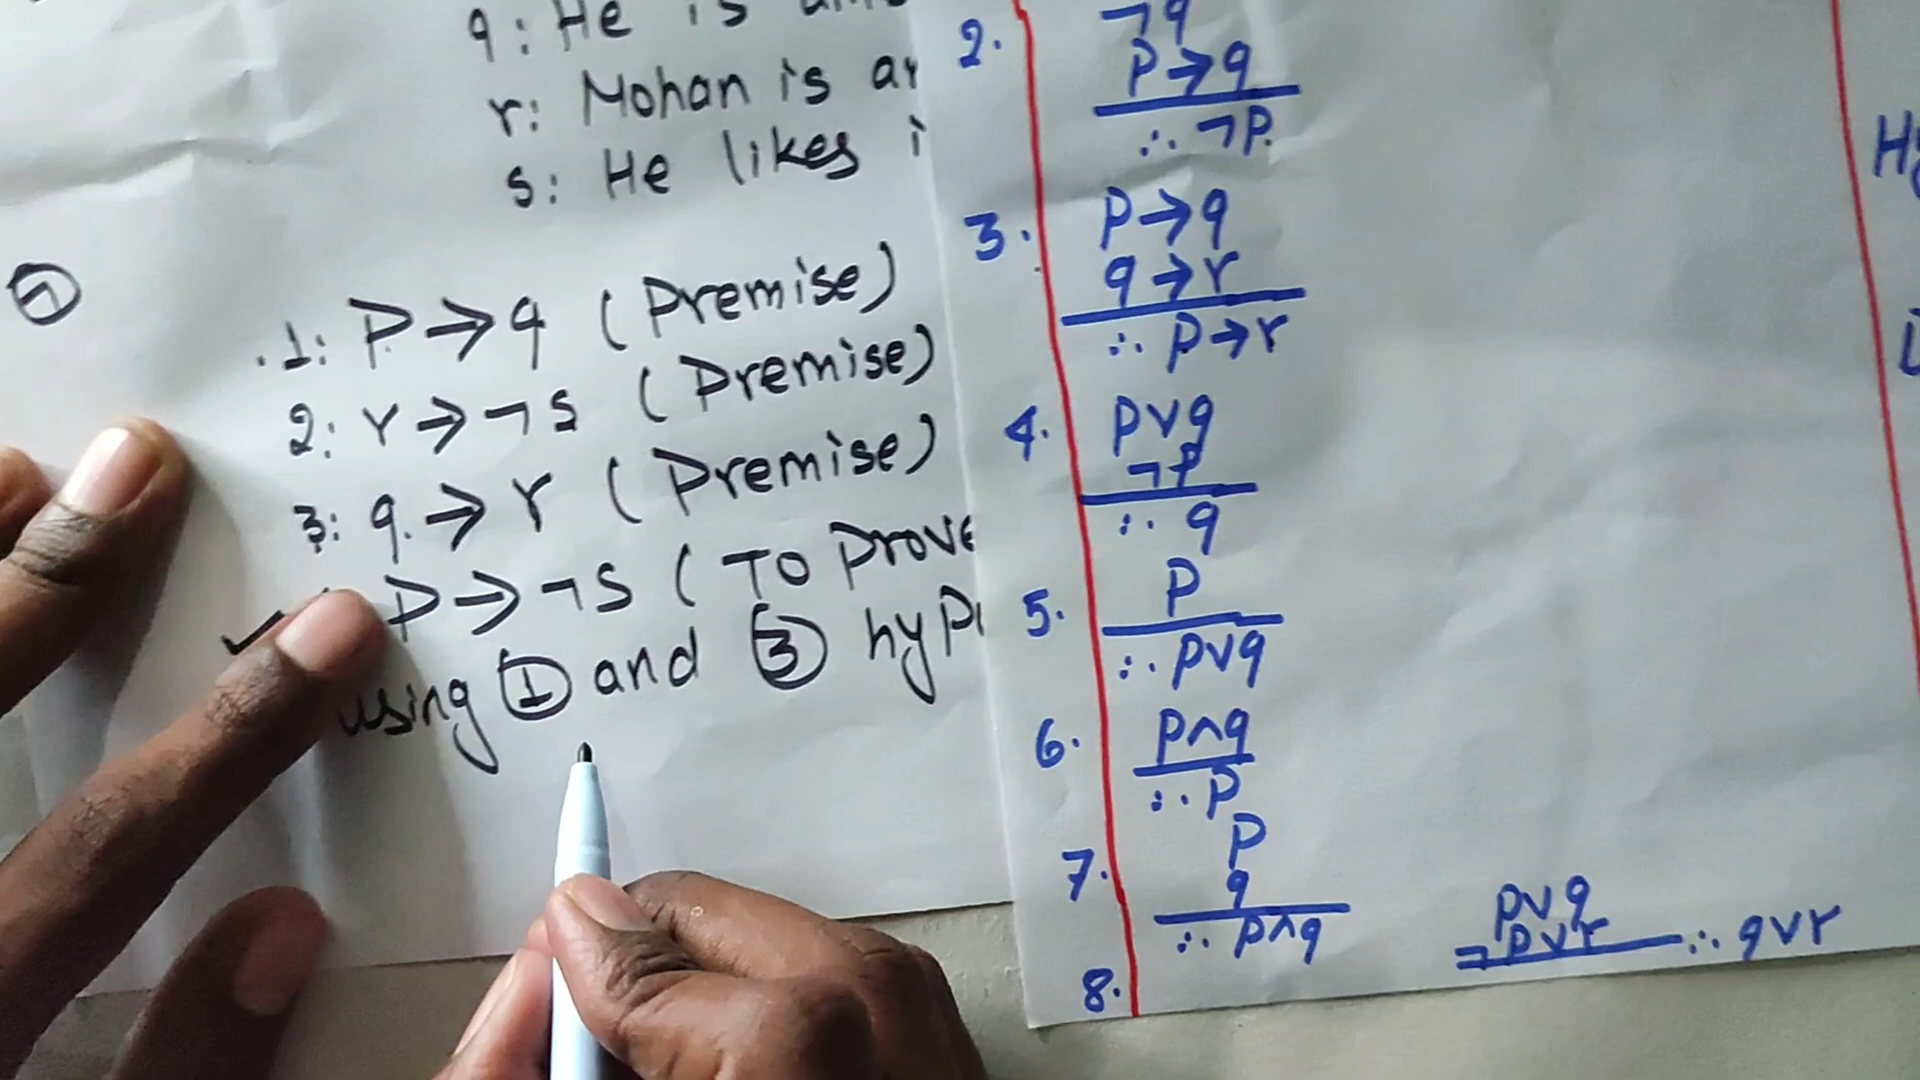 q: He is
r: Mohan is
s: He likes
1: P→q (Premise)
2: r→¬s (Premise)
3: q→r (Premise)
P→¬s (To Prove
using ① and ③ hyp
2. ¬q
P→q
∴ ¬P.
3. P→q
q→r
∴ P→r
4. P∨q
¬P
∴ q
5. P
∴ P∨q
6. P∧q
∴ P
7. P
q
∴ P∧q
8. P∨q
¬P∨r ∴ q∨r